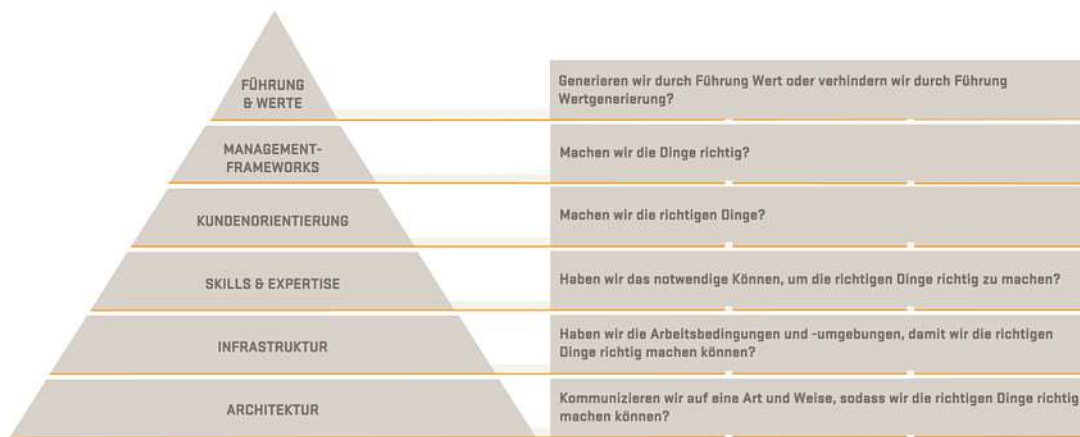 FÜHRUNG
& WERTE
Generieren wir durch Führung Wert oder verhindern wir durch Führung
Wertgenerierung?
MANAGEMENT-
FRAMEWORKS
Machen wir die Dinge richtig?
KUNDENORIENTIERUNG
Machen wir die richtigen Dinge?
SKILLS & EXPERTISE
Haben wir das notwendige Können, um die richtigen Dinge richtig zu machen?
INFRASTRUKTUR
Haben wir die Arbeitsbedingungen und -umgebungen, damit wir die richtigen
Dinge richtig machen können?
ARCHITEKTUR
Kommunizieren wir auf eine Art und Weise, sodass wir die richtigen Dinge richtig
machen können?